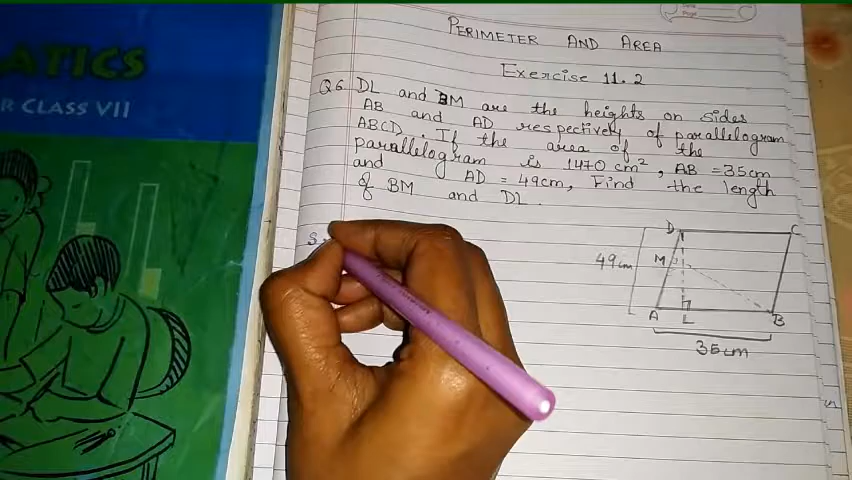 ATICS
R CLASS VII
Page
PERIMETER AND AREA
Exercise 11.2
Q6. DL and BM are the heights on sides
AB and AD respectively of parallelogram
ABCD. If the area of the
parallelogram is 1470 cm², AB = 35cm
and AD = 49cm, Find the length
of BM and DL.
D C
49cm M
A L B
35cm